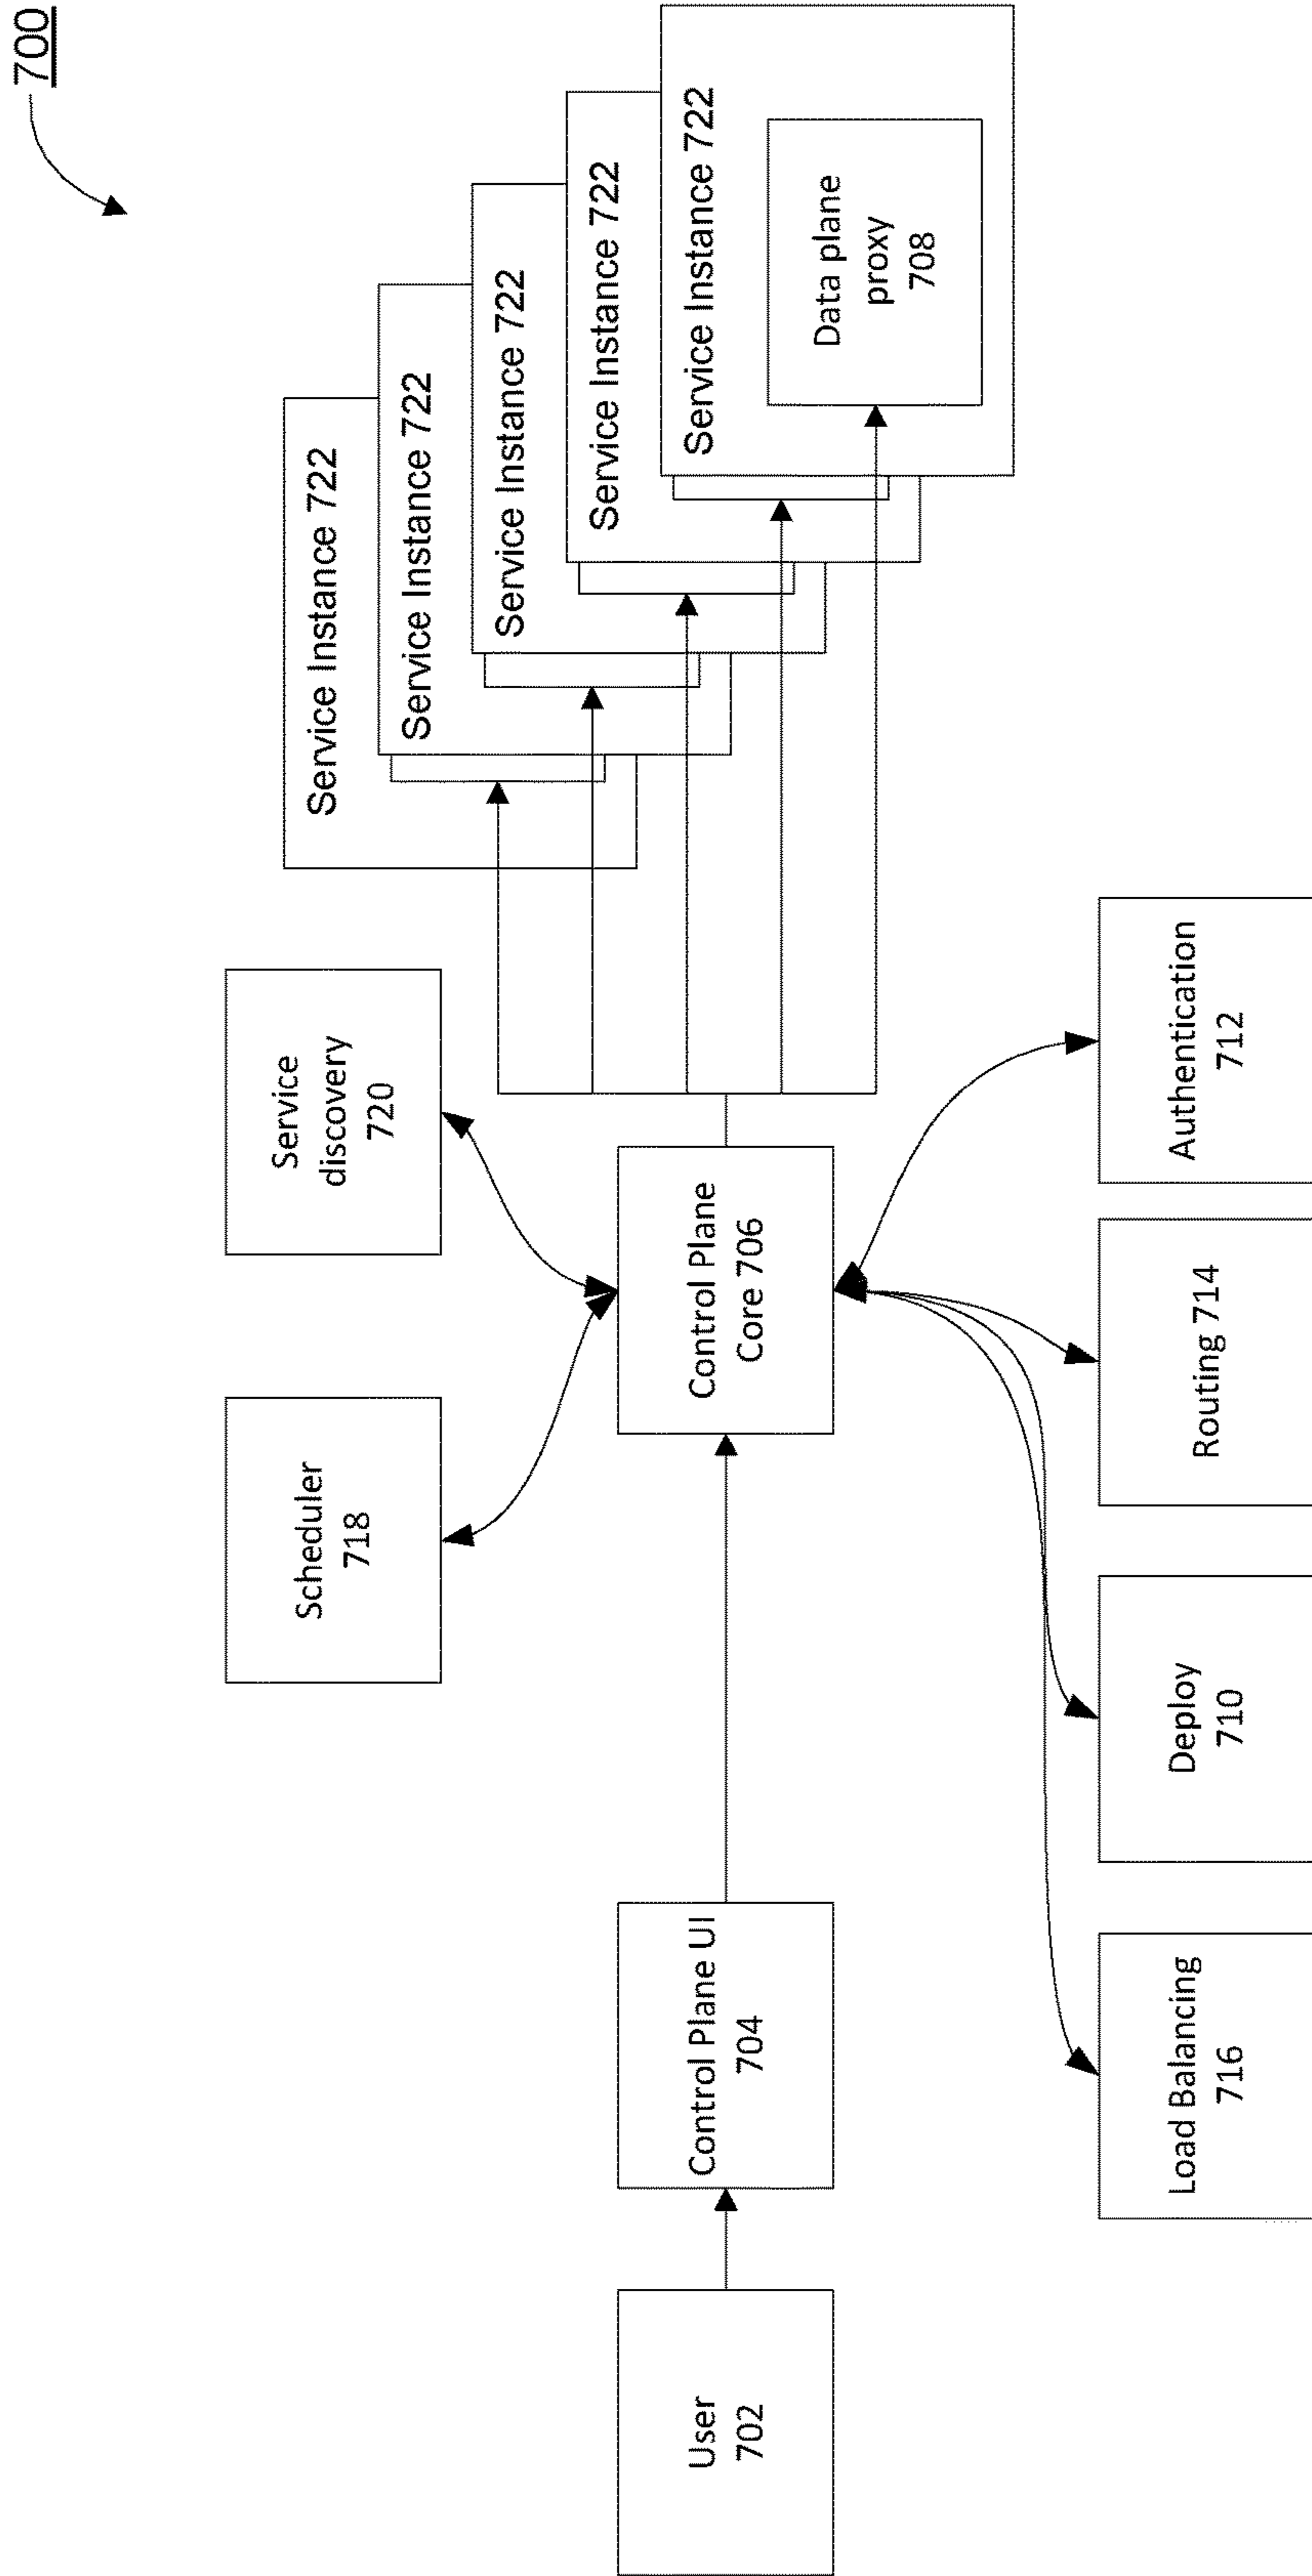 700
Service Instance 722
Service Instance 722
Service Instance 722
Service Instance 722
Service Instance 722
Data plane
proxy
708
Scheduler
718
Service
discovery
720
User
702
Control Plane UI
704
Control Plane
Core 706
Load Balancing
716
Deploy
710
Routing 714
Authentication
712